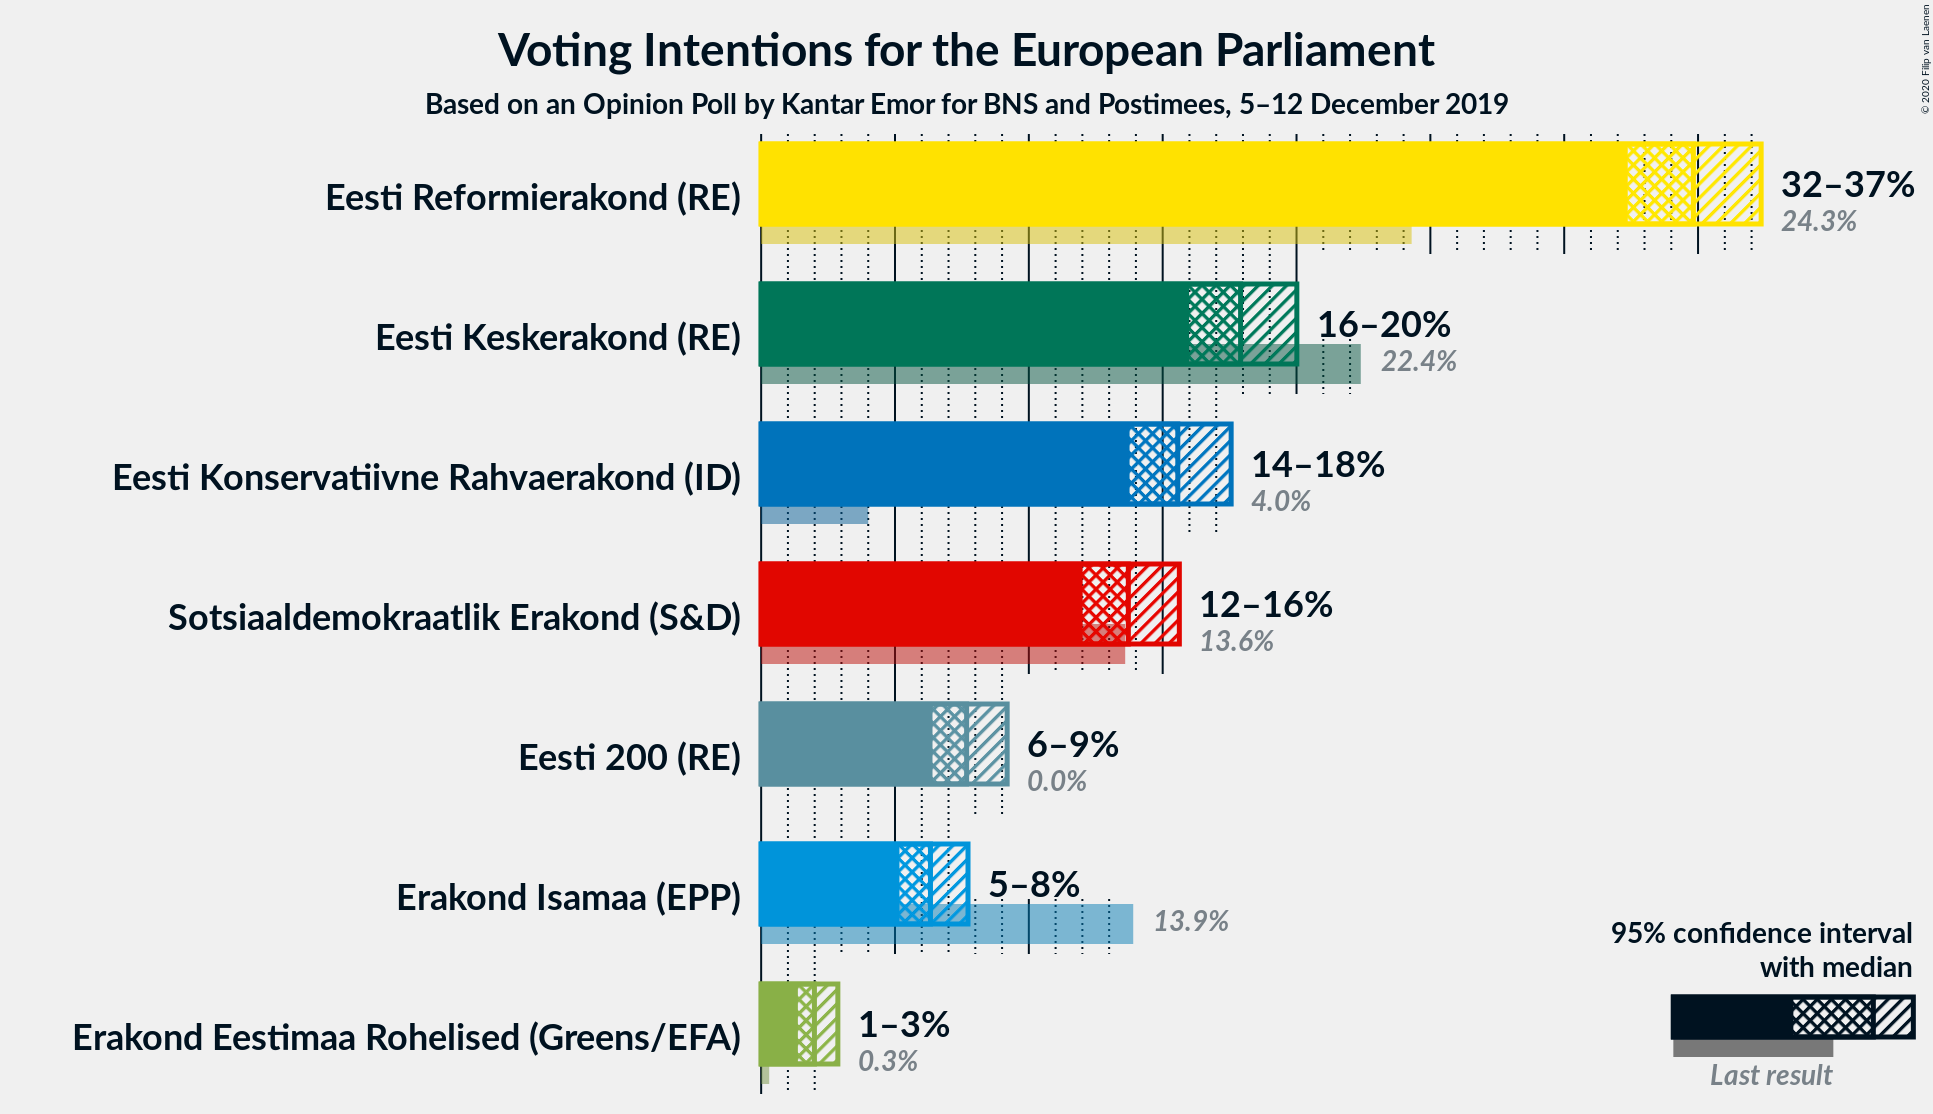 Voting Intentions for the European Parliament
Based on an Opinion Poll by Kantar Emor for BNS and Postimees, 5–12 December 2019
© 2020 Filip van Laenen
Eesti Reformierakond (RE)
32–37%
24.3%
Eesti Keskerakond (RE)
16–20%
22.4%
Eesti Konservatiivne Rahvaerakond (ID)
14–18%
4.0%
Sotsiaaldemokraatlik Erakond (S&D)
12–16%
13.6%
Eesti 200 (RE)
6–9%
0.0%
Erakond Isamaa (EPP)
5–8%
13.9%
Erakond Eestimaa Rohelised (Greens/EFA)
1–3%
0.3%
95% confidence interval
with median
Last result